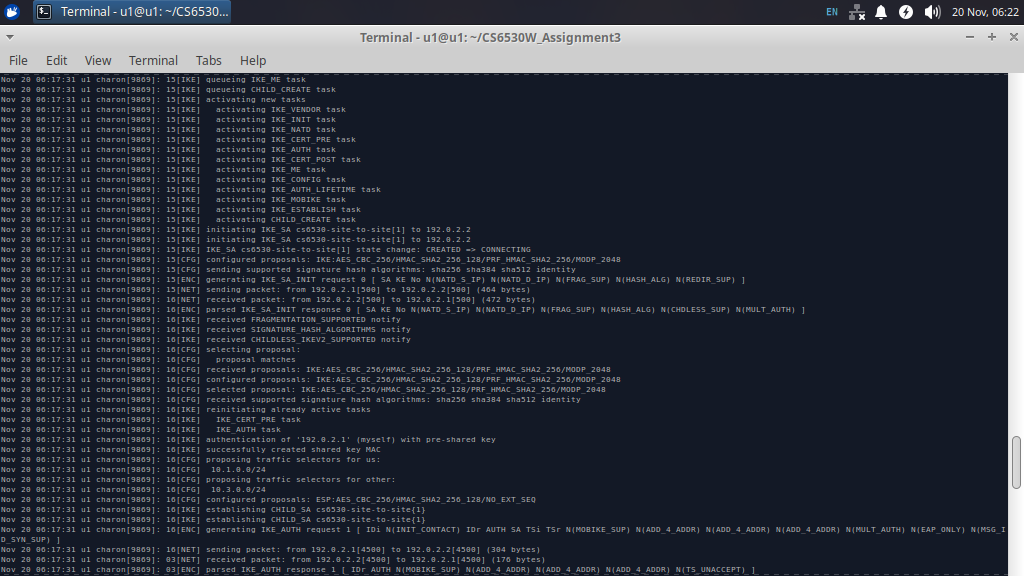 Terminal - u1@u1: ~/CS6530...
EN
20 Nov, 06:22
Terminal - u1@u1: ~/CS6530W_Assignment3
File Edit View Terminal Tabs Help
Nov 20 06:17:31 u1 charon[9869]: 15[IKE] queueing IKE_ME task
Nov 20 06:17:31 u1 charon[9869]: 15[IKE] queueing CHILD_CREATE task
Nov 20 06:17:31 u1 charon[9869]: 15[IKE] activating new tasks
Nov 20 06:17:31 u1 charon[9869]: 15[IKE]   activating IKE_VENDOR task
Nov 20 06:17:31 u1 charon[9869]: 15[IKE]   activating IKE_INIT task
Nov 20 06:17:31 u1 charon[9869]: 15[IKE]   activating IKE_NATD task
Nov 20 06:17:31 u1 charon[9869]: 15[IKE]   activating IKE_CERT_PRE task
Nov 20 06:17:31 u1 charon[9869]: 15[IKE]   activating IKE_AUTH task
Nov 20 06:17:31 u1 charon[9869]: 15[IKE]   activating IKE_CERT_POST task
Nov 20 06:17:31 u1 charon[9869]: 15[IKE]   activating IKE_ME task
Nov 20 06:17:31 u1 charon[9869]: 15[IKE]   activating IKE_CONFIG task
Nov 20 06:17:31 u1 charon[9869]: 15[IKE]   activating IKE_AUTH_LIFETIME task
Nov 20 06:17:31 u1 charon[9869]: 15[IKE]   activating IKE_MOBIKE task
Nov 20 06:17:31 u1 charon[9869]: 15[IKE]   activating IKE_ESTABLISH task
Nov 20 06:17:31 u1 charon[9869]: 15[IKE]   activating CHILD_CREATE task
Nov 20 06:17:31 u1 charon[9869]: 15[IKE] initiating IKE_SA cs6530-site-to-site[1] to 192.0.2.2
Nov 20 06:17:31 u1 charon[9869]: 15[IKE] initiating IKE_SA cs6530-site-to-site[1] to 192.0.2.2
Nov 20 06:17:31 u1 charon[9869]: 15[IKE] IKE_SA cs6530-site-to-site[1] state change: CREATED => CONNECTING
Nov 20 06:17:31 u1 charon[9869]: 15[CFG] configured proposals: IKE:AES_CBC_256/HMAC_SHA2_256_128/PRF_HMAC_SHA2_256/MODP_2048
Nov 20 06:17:31 u1 charon[9869]: 15[CFG] sending supported signature hash algorithms: sha256 sha384 sha512 identity
Nov 20 06:17:31 u1 charon[9869]: 15[ENC] generating IKE_SA_INIT request 0 [ SA KE No N(NATD_S_IP) N(NATD_D_IP) N(FRAG_SUP) N(HASH_ALG) N(REDIR_SUP) ]
Nov 20 06:17:31 u1 charon[9869]: 15[NET] sending packet: from 192.0.2.1[500] to 192.0.2.2[500] (464 bytes)
Nov 20 06:17:31 u1 charon[9869]: 16[NET] received packet: from 192.0.2.2[500] to 192.0.2.1[500] (472 bytes)
Nov 20 06:17:31 u1 charon[9869]: 16[ENC] parsed IKE_SA_INIT response 0 [ SA KE No N(NATD_S_IP) N(NATD_D_IP) N(FRAG_SUP) N(HASH_ALG) N(CHDLESS_SUP) N(MULT_AUTH) ]
Nov 20 06:17:31 u1 charon[9869]: 16[IKE] received FRAGMENTATION_SUPPORTED notify
Nov 20 06:17:31 u1 charon[9869]: 16[IKE] received SIGNATURE_HASH_ALGORITHMS notify
Nov 20 06:17:31 u1 charon[9869]: 16[IKE] received CHILDLESS_IKEV2_SUPPORTED notify
Nov 20 06:17:31 u1 charon[9869]: 16[CFG] selecting proposal:
Nov 20 06:17:31 u1 charon[9869]: 16[CFG]   proposal matches
Nov 20 06:17:31 u1 charon[9869]: 16[CFG] received proposals: IKE:AES_CBC_256/HMAC_SHA2_256_128/PRF_HMAC_SHA2_256/MODP_2048
Nov 20 06:17:31 u1 charon[9869]: 16[CFG] configured proposals: IKE:AES_CBC_256/HMAC_SHA2_256_128/PRF_HMAC_SHA2_256/MODP_2048
Nov 20 06:17:31 u1 charon[9869]: 16[CFG] selected proposal: IKE:AES_CBC_256/HMAC_SHA2_256_128/PRF_HMAC_SHA2_256/MODP_2048
Nov 20 06:17:31 u1 charon[9869]: 16[CFG] received supported signature hash algorithms: sha256 sha384 sha512 identity
Nov 20 06:17:31 u1 charon[9869]: 16[IKE] reinitiating already active tasks
Nov 20 06:17:31 u1 charon[9869]: 16[IKE]   IKE_CERT_PRE task
Nov 20 06:17:31 u1 charon[9869]: 16[IKE]   IKE_AUTH task
Nov 20 06:17:31 u1 charon[9869]: 16[IKE] authentication of '192.0.2.1' (myself) with pre-shared key
Nov 20 06:17:31 u1 charon[9869]: 16[IKE] successfully created shared key MAC
Nov 20 06:17:31 u1 charon[9869]: 16[CFG] proposing traffic selectors for us:
Nov 20 06:17:31 u1 charon[9869]: 16[CFG]  10.1.0.0/24
Nov 20 06:17:31 u1 charon[9869]: 16[CFG] proposing traffic selectors for other:
Nov 20 06:17:31 u1 charon[9869]: 16[CFG]  10.3.0.0/24
Nov 20 06:17:31 u1 charon[9869]: 16[CFG] configured proposals: ESP:AES_CBC_256/HMAC_SHA2_256_128/NO_EXT_SEQ
Nov 20 06:17:31 u1 charon[9869]: 16[IKE] establishing CHILD_SA cs6530-site-to-site{1}
Nov 20 06:17:31 u1 charon[9869]: 16[IKE] establishing CHILD_SA cs6530-site-to-site{1}
Nov 20 06:17:31 u1 charon[9869]: 16[ENC] generating IKE_AUTH request 1 [ IDi N(INIT_CONTACT) IDr AUTH SA TSi TSr N(MOBIKE_SUP) N(ADD_4_ADDR) N(ADD_4_ADDR) N(ADD_4_ADDR) N(MULT_AUTH) N(EAP_ONLY) N(MSG_I
D_SYN_SUP) ]
Nov 20 06:17:31 u1 charon[9869]: 16[NET] sending packet: from 192.0.2.1[4500] to 192.0.2.2[4500] (304 bytes)
Nov 20 06:17:31 u1 charon[9869]: 03[NET] received packet: from 192.0.2.2[4500] to 192.0.2.1[4500] (176 bytes)
Nov 20 06:17:31 u1 charon[9869]: 03[ENC] parsed IKE_AUTH response 1 [ IDr AUTH N(MOBIKE_SUP) N(ADD_4_ADDR) N(ADD_4_ADDR) N(ADD_4_ADDR) N(TS_UNACCEPT) ]